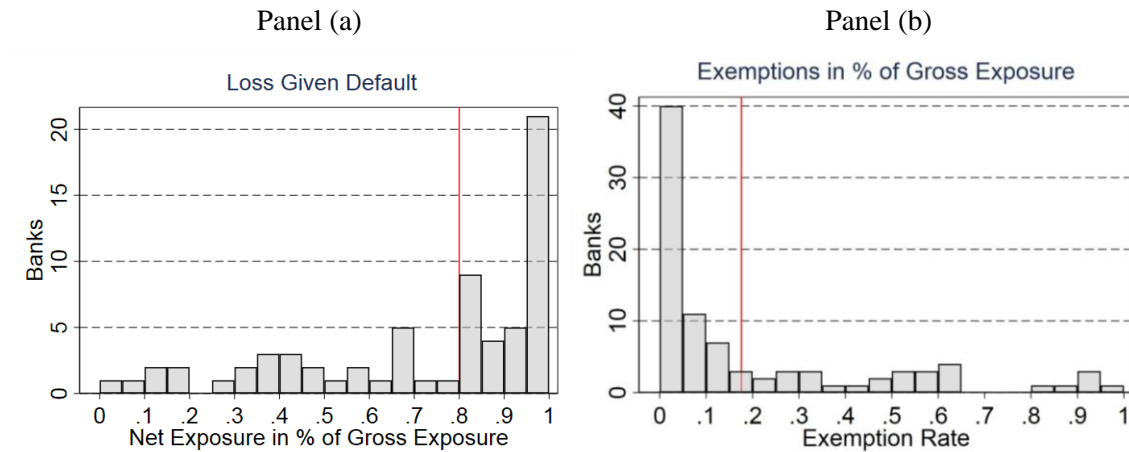 Panel (a)
Panel (b)
Loss Given Default
20
15
10
5
0
Banks
0 .1 .2 .3 .4 .5 .6 .7 .8 .9 1
Net Exposure in % of Gross Exposure
Exemptions in % of Gross Exposure
40
30
20
10
0
Banks
0 .1 .2 .3 .4 .5 .6 .7 .8 .9 1
Exemption Rate